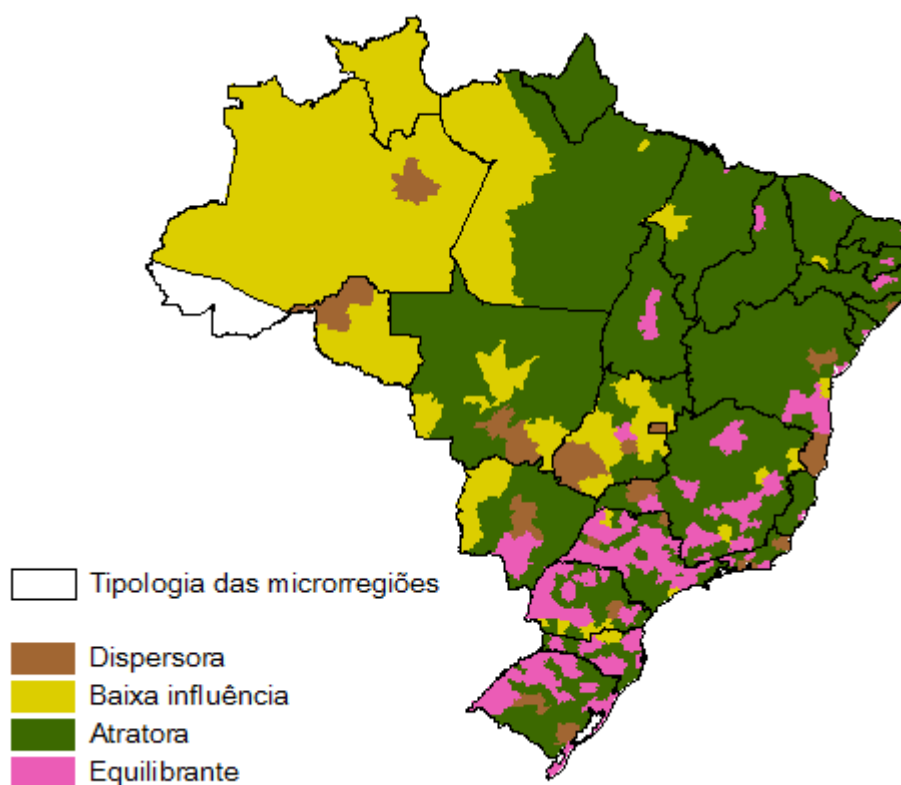 Tipologia das microrregiões
Dispersora
Baixa influência
Atratora
Equilibrante